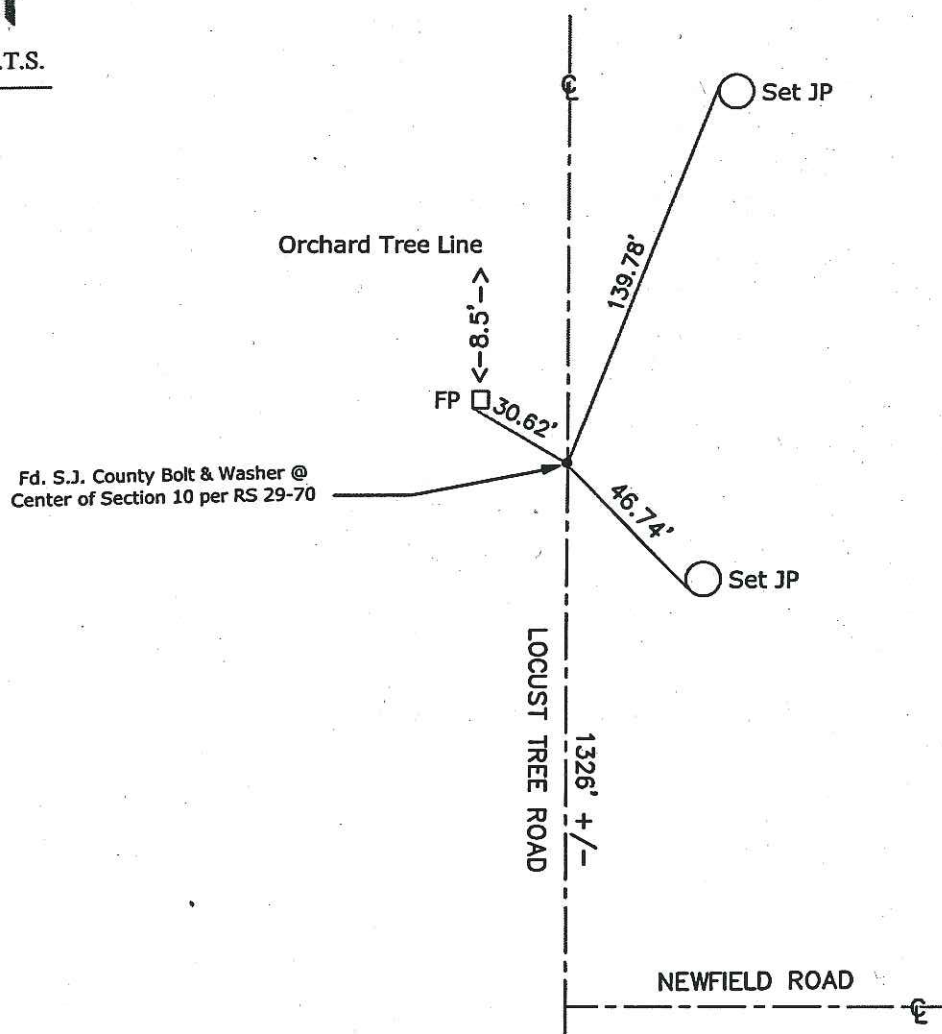 .T.S.
℄
Set JP
Orchard Tree Line
<-8.5'->
139.78'
FP
30.62'
Fd. S.J. County Bolt & Washer @
Center of Section 10 per RS 29-70
46.74'
Set JP
LOCUST TREE ROAD
1326' +/-
NEWFIELD ROAD
℄